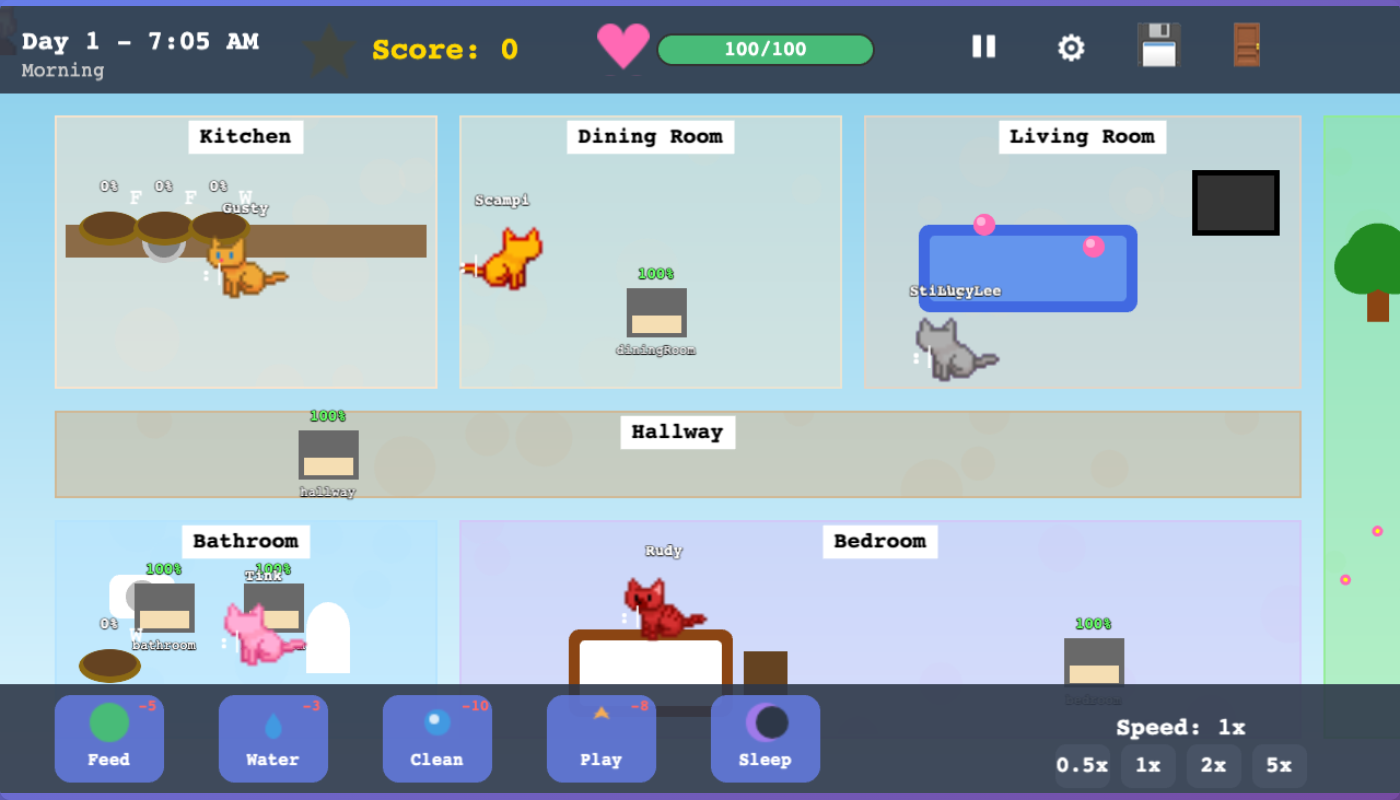 Day 1 - 7:05 AM
Morning
Score: 0
100/100
Kitchen
Dining Room
Living Room
0% 0% 0%
F F W
Gusty
Scampi
100%
diningRoom
LucyLee
100%
Hallway
hallway
Bathroom
Bedroom
100% 100%
Tink
0%
W
bathroom
Rudy
100%
bedroom
-5
Feed
-3
Water
-10
Clean
-8
Play
Sleep
Speed: 1x
0.5x 1x 2x 5x